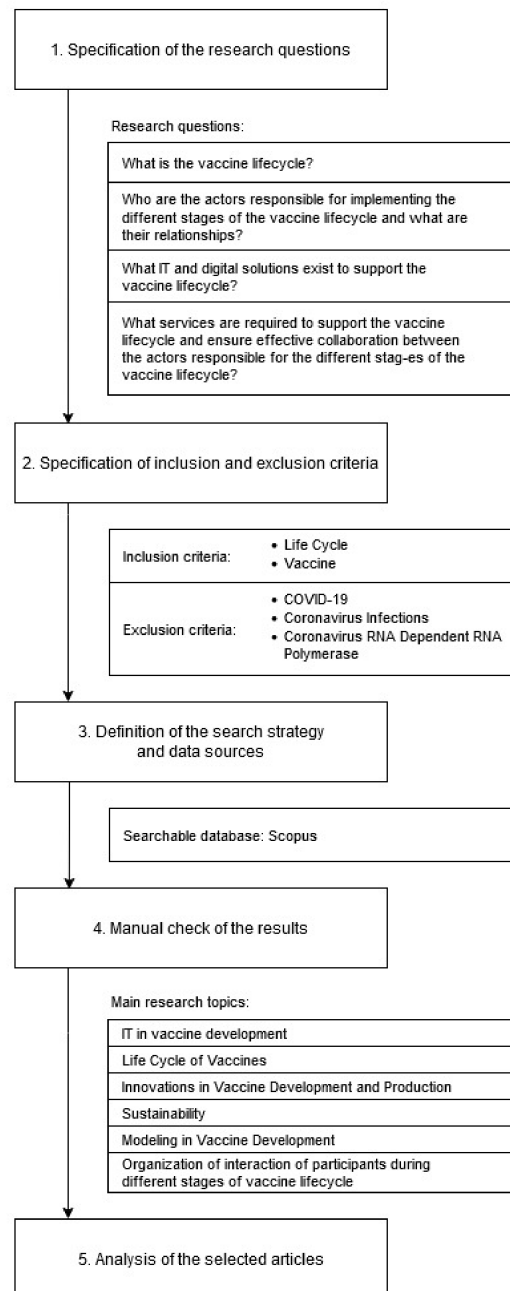 1. Specification of the research questions
Research questions:
What is the vaccine lifecycle?
Who are the actors responsible for implementing the
different stages of the vaccine lifecycle and what are
their relationships?
What IT and digital solutions exist to support the
vaccine lifecycle?
What services are required to support the vaccine
lifecycle and ensure effective collaboration between
the actors responsible for the different stag-es of the
vaccine lifecycle?
2. Specification of inclusion and exclusion criteria
Inclusion criteria:
• Life Cycle
• Vaccine
Exclusion criteria:
• COVID-19
• Coronavirus Infections
• Coronavirus RNA Dependent RNA
Polymerase
3. Definition of the search strategy
and data sources
Searchable database: Scopus
4. Manual check of the results
Main research topics:
IT in vaccine development
Life Cycle of Vaccines
Innovations in Vaccine Development and Production
Sustainability
Modeling in Vaccine Development
Organization of interaction of participants during
different stages of vaccine lifecycle
5. Analysis of the selected articles